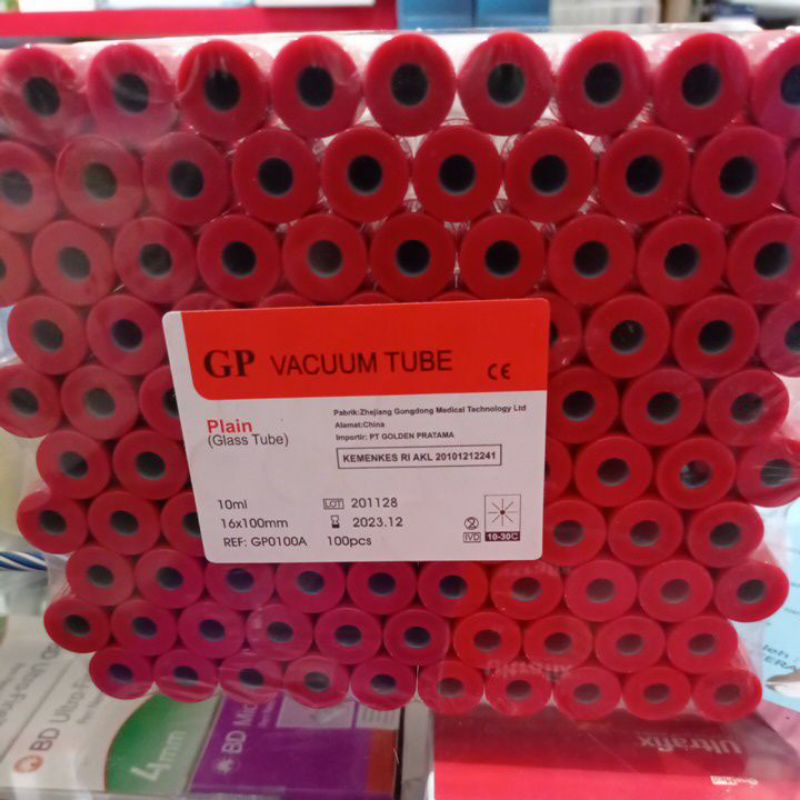 GP VACUUM TUBE CE
Plain
(Glass Tube)
Pabrik:Zhejiang Gongdong Medical Technology Ltd
Alamat:China
Importir: PT GOLDEN PRATAMA
KEMENKES RI AKL 20101212241
10ml
LOT 201128
16x100mm
2023.12
REF: GP0100A
100pcs
IVD
10-30C
BD Ultra-
4mm
BD Mic
Ultrafix